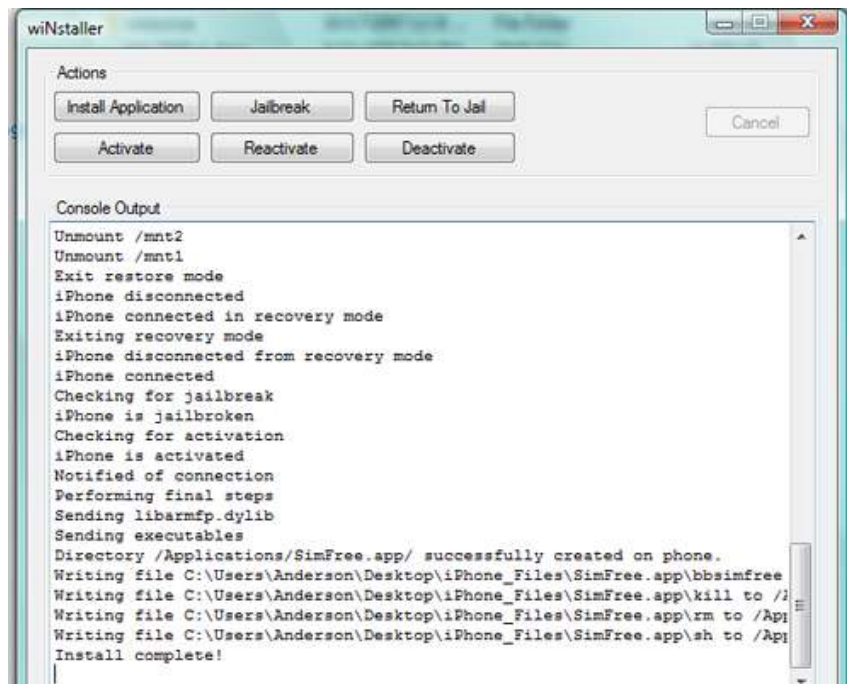 wiNstaller
Actions
Install Application
Jailbreak
Return To Jail
Cancel
Activate
Reactivate
Deactivate
Console Output
Unmount /mnt2
Unmount /mnt1
Exit restore mode
iPhone disconnected
iPhone connected in recovery mode
Exiting recovery mode
iPhone disconnected from recovery mode
iPhone connected
Checking for jailbreak
iPhone is jailbroken
Checking for activation
iPhone is activated
Notified of connection
Performing final steps
Sending libarmfp.dylib
Sending executables
Directory /Applications/SimFree.app/ successfully created on phone.
Writing file C:\Users\Anderson\Desktop\iPhone_Files\SimFree.app\bbsimfree
Writing file C:\Users\Anderson\Desktop\iPhone_Files\SimFree.app\kill to
Writing file C:\Users\Anderson\Desktop\iPhone_Files\SimFree.app\rm to /App
Writing file C:\Users\Anderson\Desktop\iPhone_Files\SimFree.app\sh to /App
Install complete!